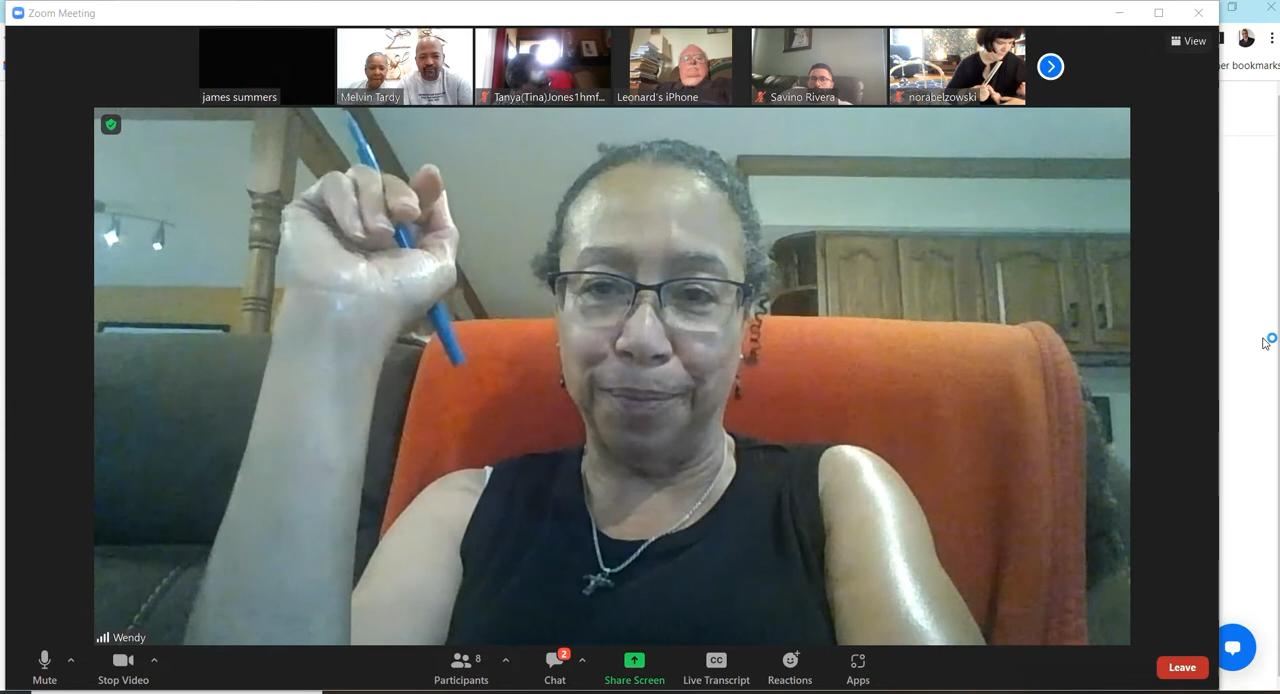 Zoom Meeting
View
james summers
Melvin Tardy
Tanya(Tina)Jones1hmf...
Leonard's iPhone
Savino Rivera
norabelzowski
her bookmarks
Wendy
8
2
Mute
Stop Video
Participants
Chat
Share Screen
CC
Live Transcript
Reactions
Apps
Leave